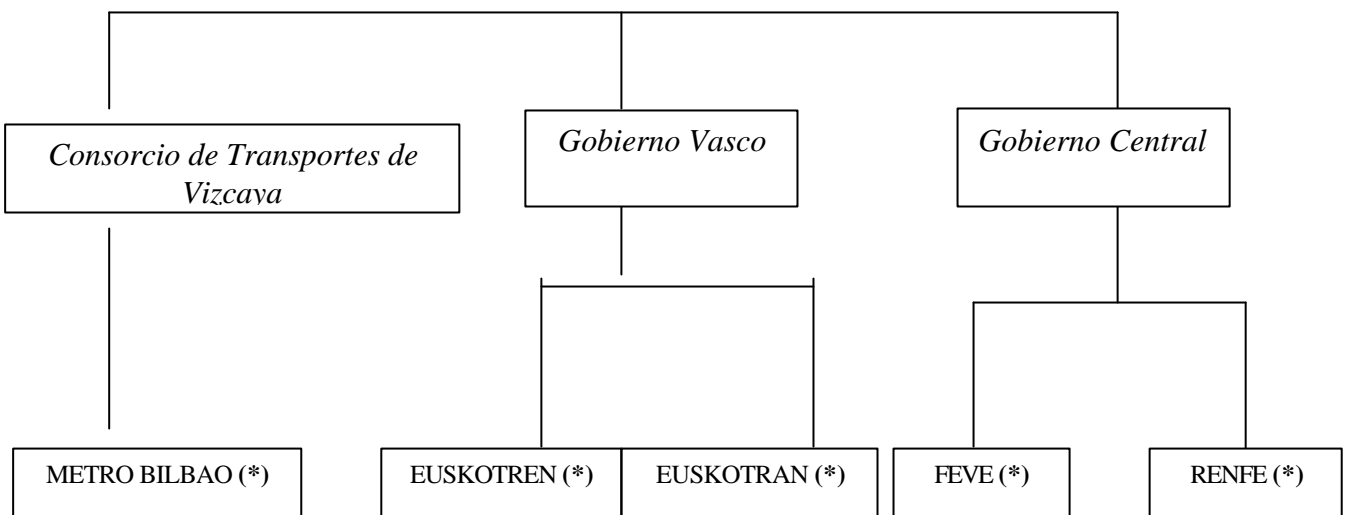 Consorcio de Transportes de
Vizcaya
Gobierno Vasco
Gobierno Central
METRO BILBAO (*)
EUSKOTREN (*)
EUSKOTRAN (*)
FEVE (*)
RENFE (*)